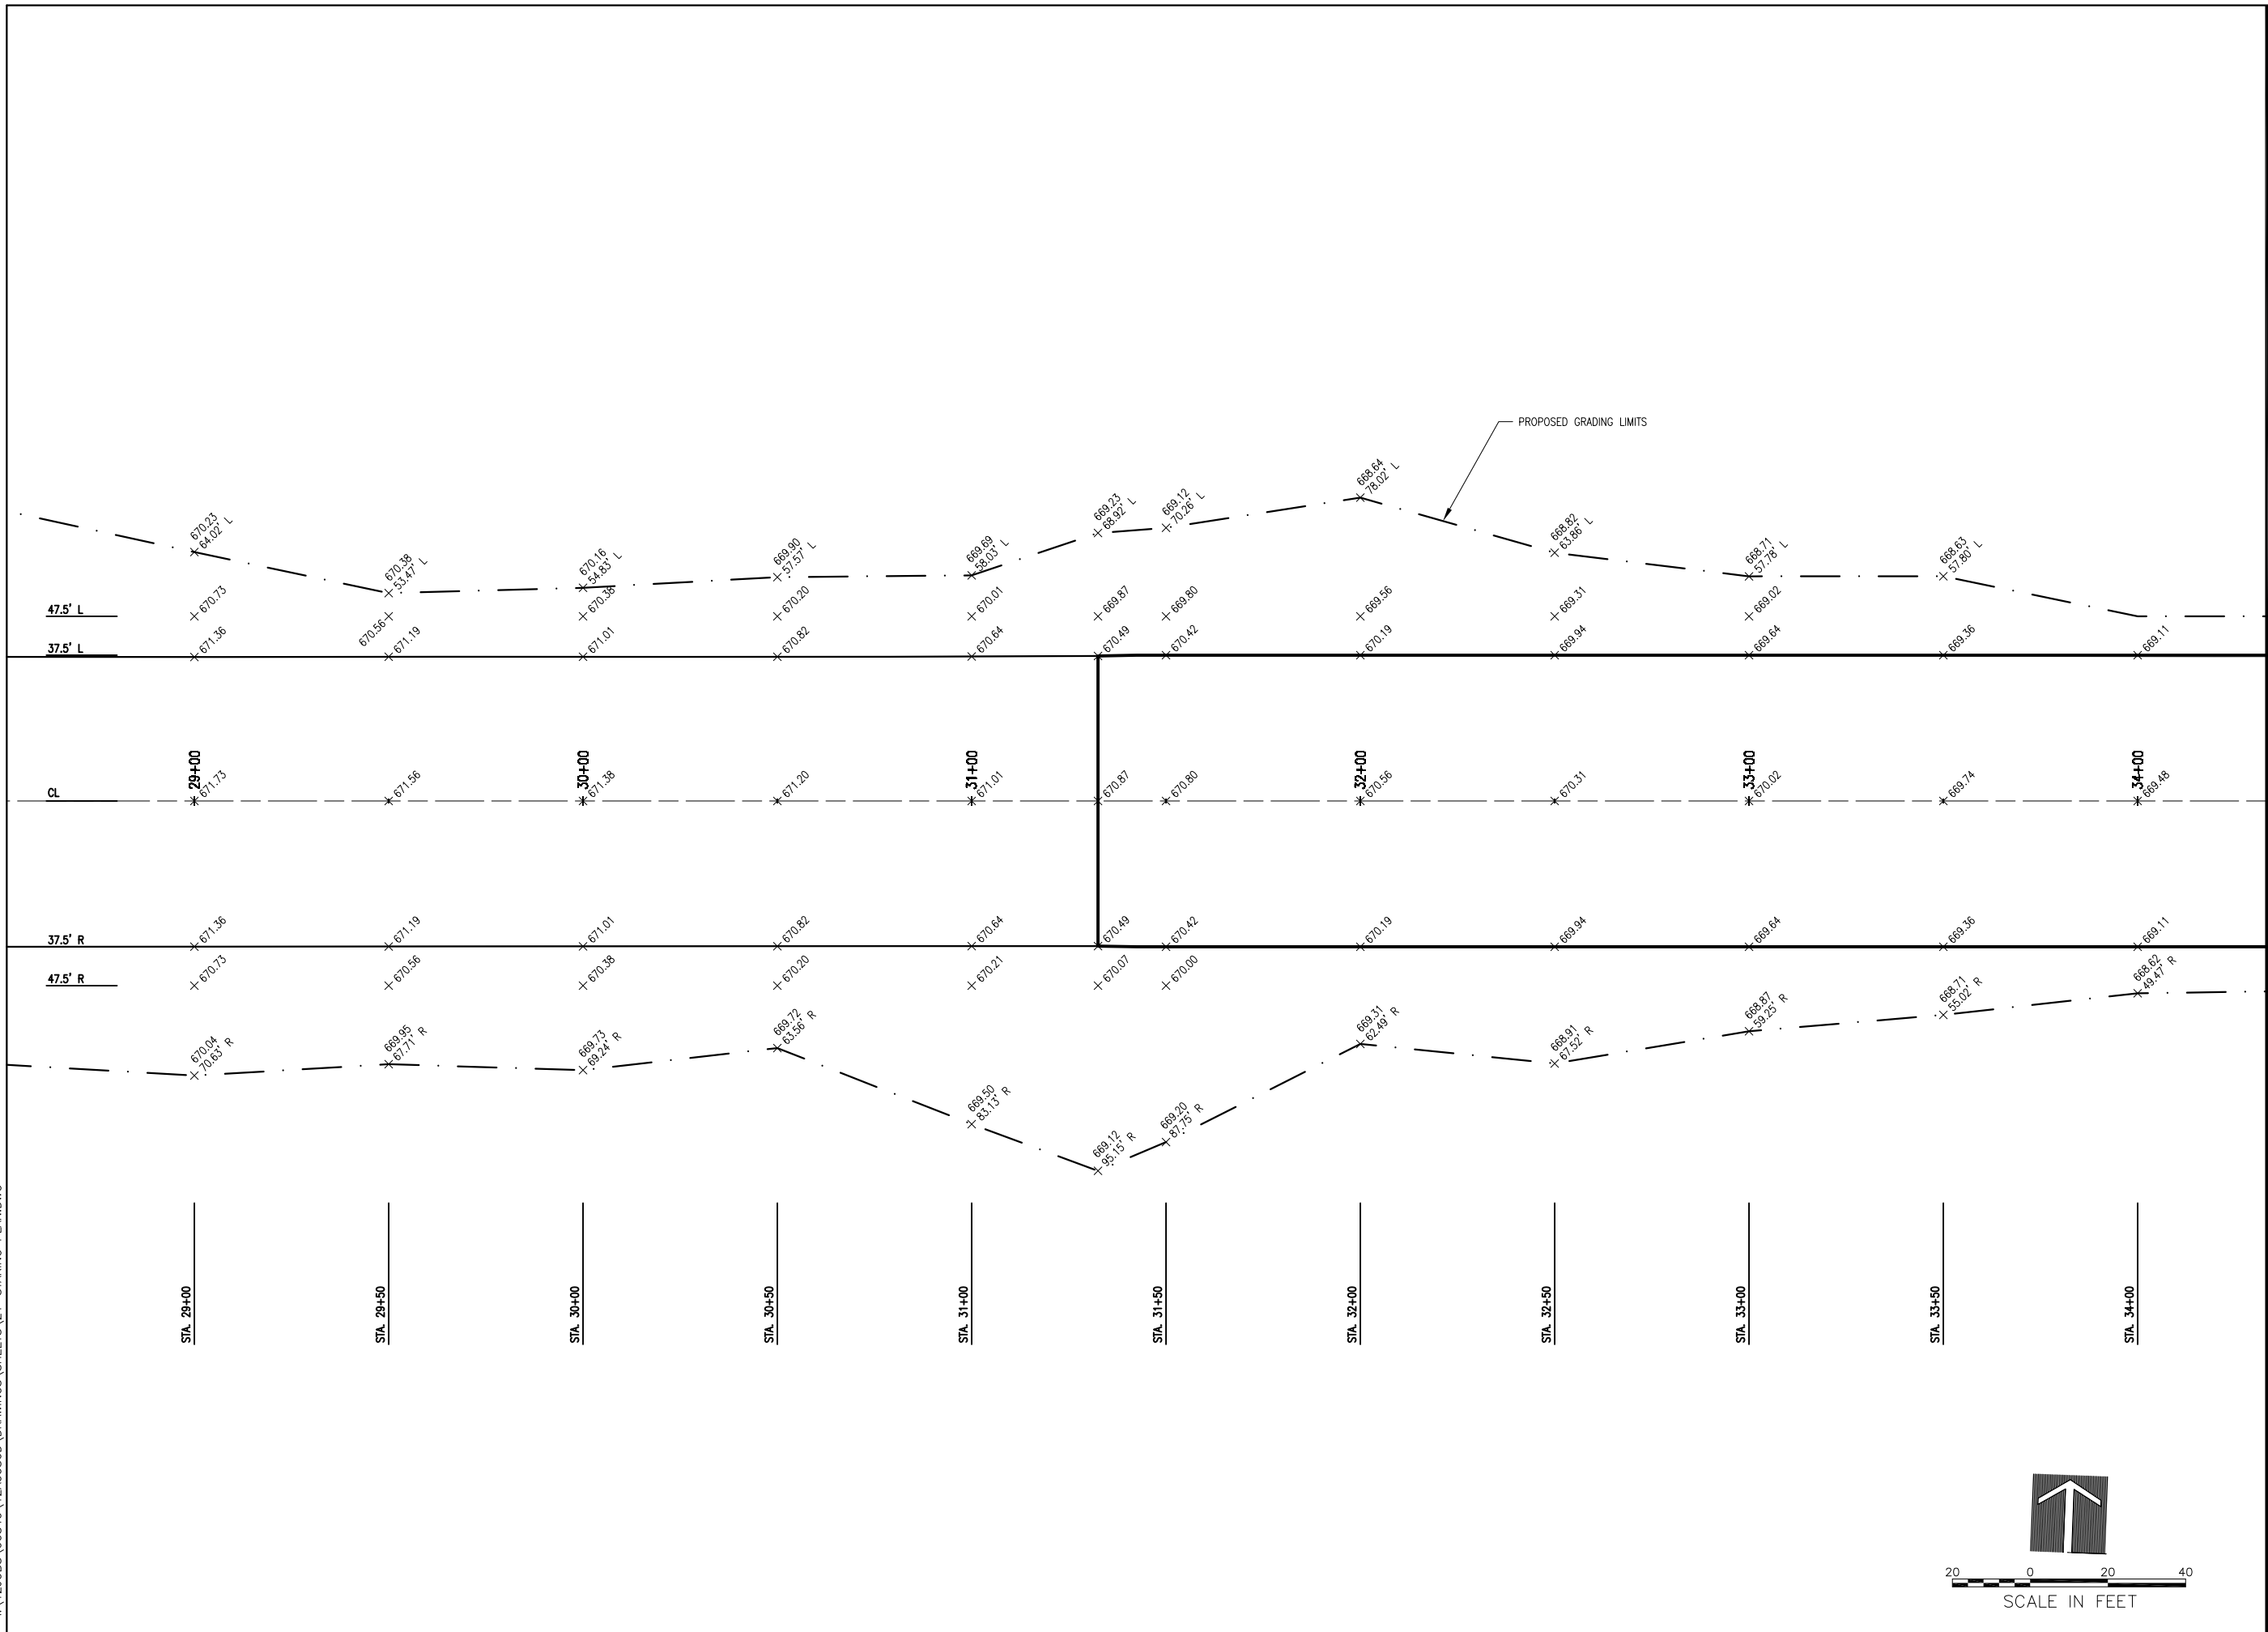 PROPOSED GRADING LIMITS
668.64
78.02' L
669.23
68.92' L
669.12
70.26' L
670.23
64.02' L
668.82
63.86' L
670.38
53.47' L
670.16
54.83' L
669.90
57.57' L
669.69
58.03' L
668.71
57.78' L
668.63
57.80' L
47.5' L
670.73
670.56
670.38
670.20
670.01
669.87
669.80
669.56
669.31
669.02
37.5' L
671.36
671.19
671.01
670.82
670.64
670.49
670.42
670.19
669.94
669.64
669.36
669.11
29+00
30+00
31+00
32+00
33+00
34+00
CL
671.73
671.56
671.38
671.20
671.01
670.87
670.80
670.56
670.31
670.02
669.74
669.48
37.5' R
671.36
671.19
671.01
670.82
670.64
670.49
670.42
670.19
669.94
669.64
669.36
669.11
47.5' R
670.73
670.56
670.38
670.20
670.21
670.07
670.00
670.04
70.63' R
669.95
67.71' R
669.73
69.24' R
669.72
63.56' R
669.50
83.13' R
669.12
95.15' R
669.20
87.75' R
669.31
62.49' R
668.91
67.52' R
668.87
59.25' R
668.71
55.02' R
668.62
49.47' R
STA. 29+00
STA. 29+50
STA. 30+00
STA. 30+50
STA. 31+00
STA. 31+50
STA. 32+00
STA. 32+50
STA. 33+00
STA. 33+50
STA. 34+00
20 0 20 40
SCALE IN FEET